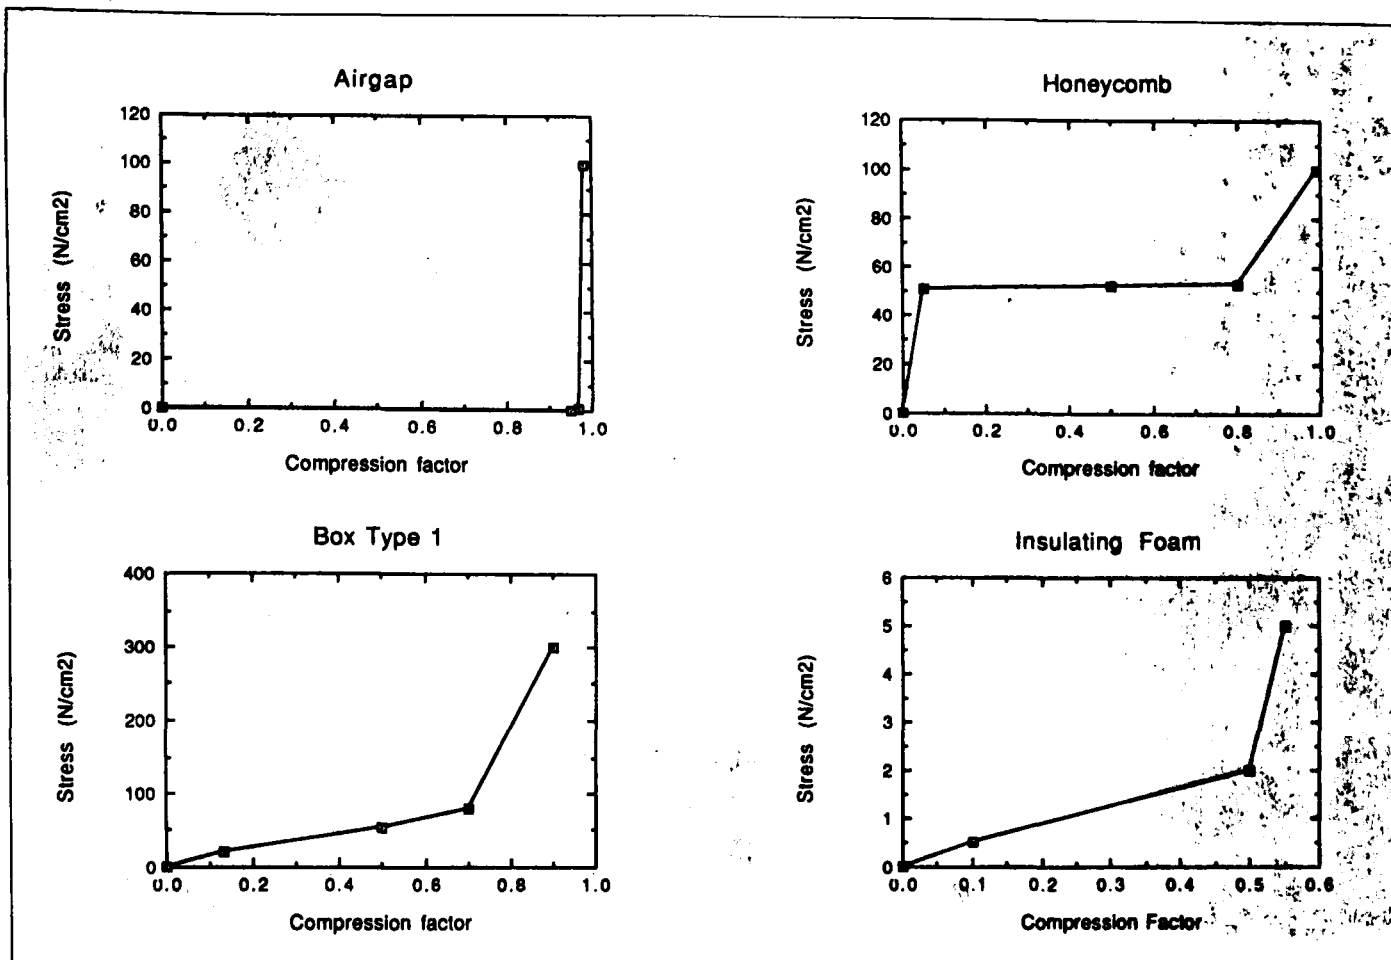 Airgap
120
100
80
60
40
20
0
Stress (N/cm2)
0.0 0.2 0.4 0.6 0.8 1.0
Compression factor
Honeycomb
120
100
80
60
40
20
0
Stress (N/cm2)
0.0 0.2 0.4 0.6 0.8 1.0
Compression factor
Box Type 1
400
300
200
100
0
Stress (N/cm2)
0.0 0.2 0.4 0.6 0.8 1.0
Compression factor
Insulating Foam
6
5
4
3
2
1
0
Stress (N/cm2)
0.0 0.1 0.2 0.3 0.4 0.5 0.6
Compression Factor